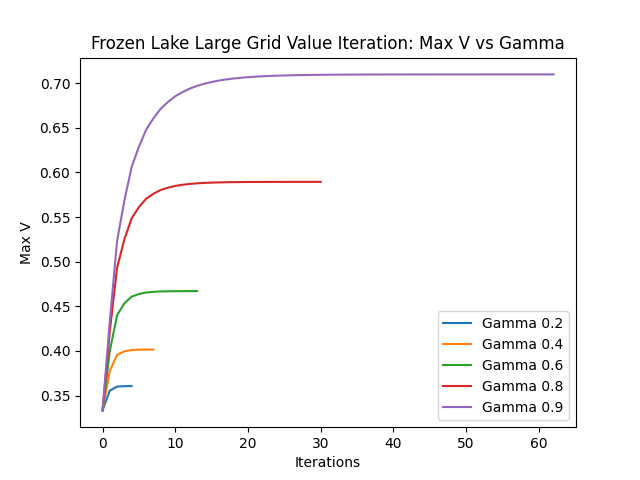 Frozen Lake Large Grid Value Iteration: Max V vs Gamma
Max V
0.70
0.65
0.60
0.55
0.50
0.45
0.40
0.35
0 10 20 30 40 50 60
Iterations
Gamma 0.2
Gamma 0.4
Gamma 0.6
Gamma 0.8
Gamma 0.9